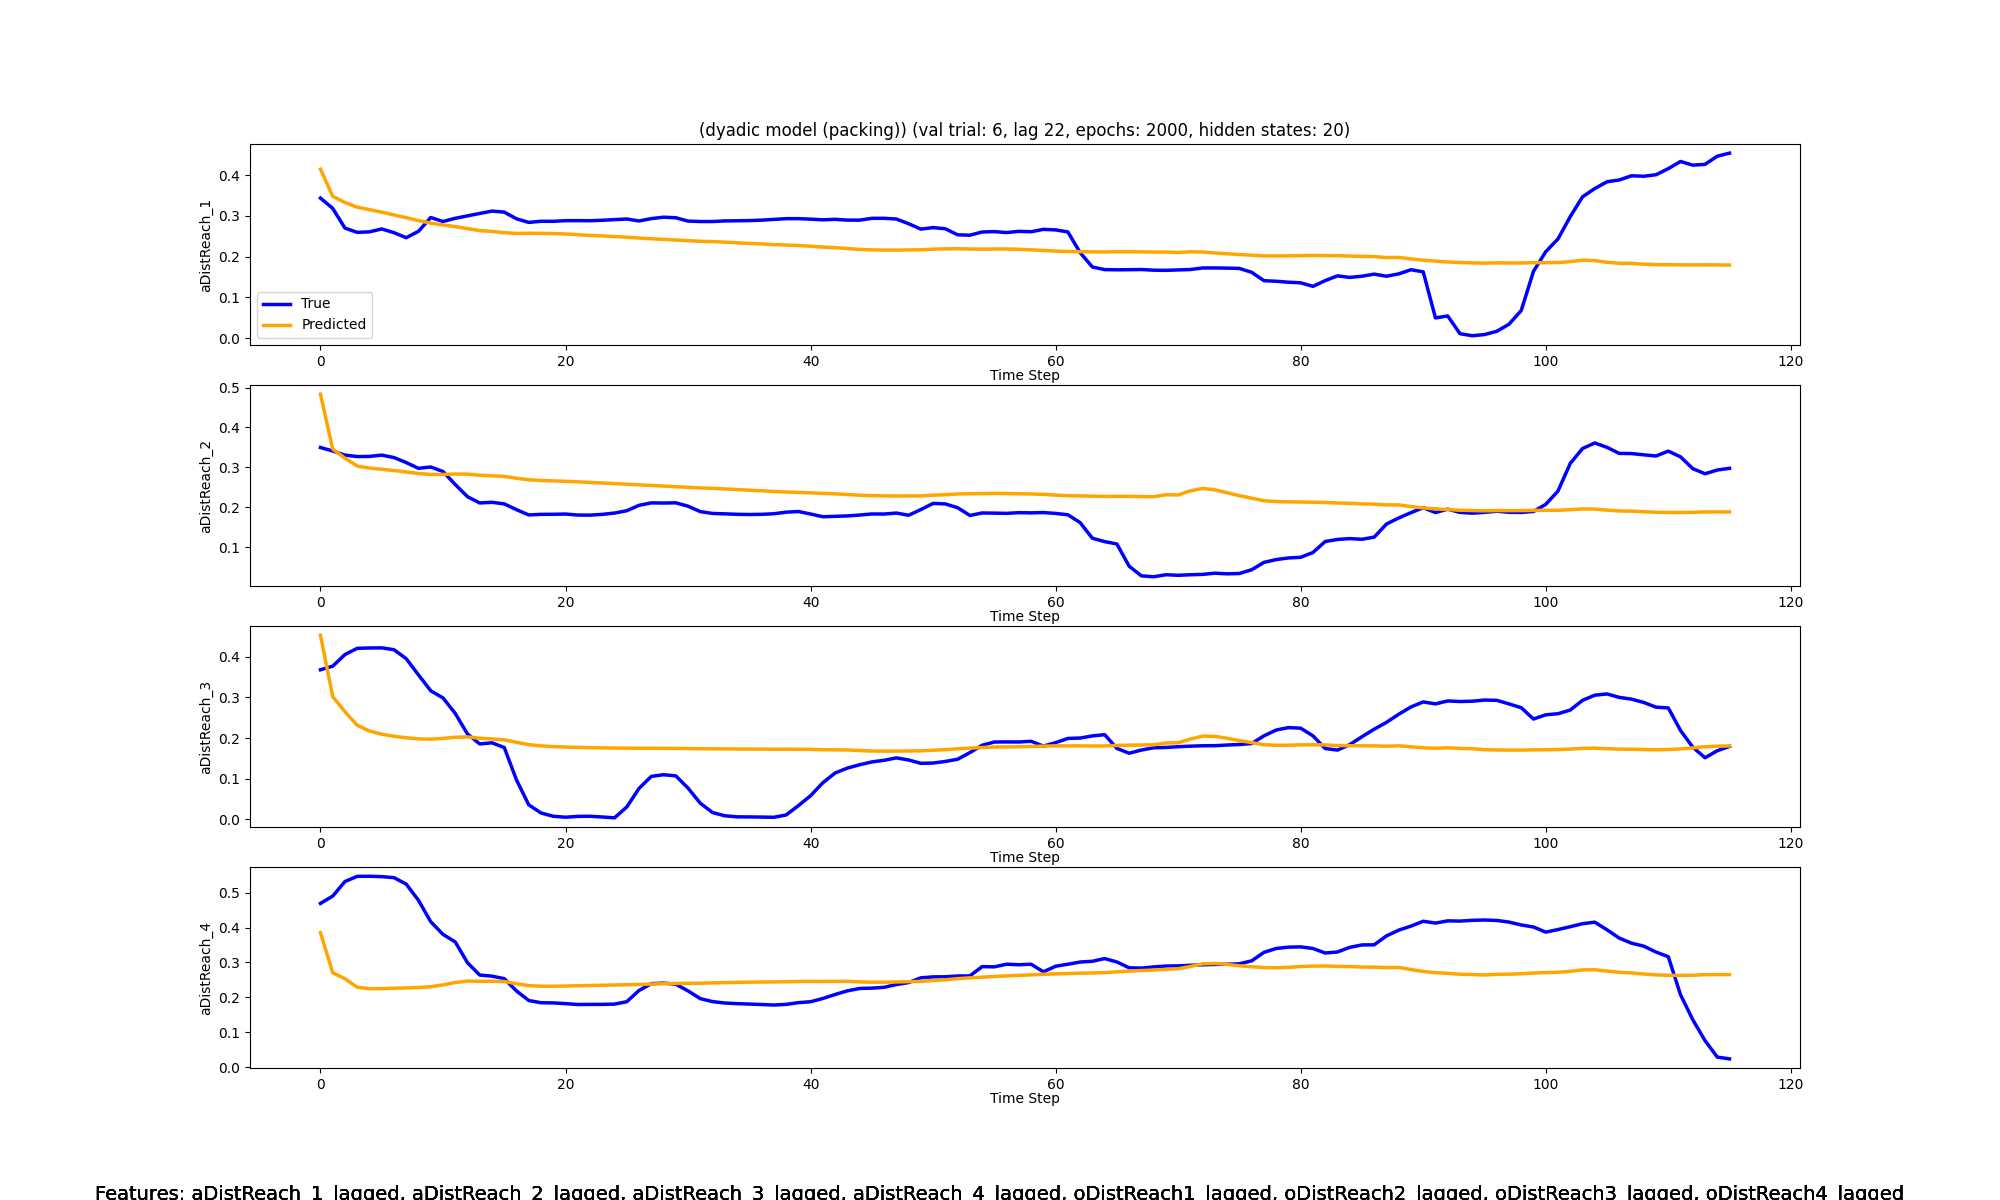 (dyadic model (packing)) (val trial: 6, lag 22, epochs: 2000, hidden states: 20)
aDistReach_1
0.4
0.3
0.2
0.1
0.0
True
Predicted
0 20 40 60 80 100 120
Time Step
aDistReach_2
0.5
0.4
0.3
0.2
0.1
0 20 40 60 80 100 120
Time Step
aDistReach_3
0.4
0.3
0.2
0.1
0.0
0 20 40 60 80 100 120
Time Step
aDistReach_4
0.5
0.4
0.3
0.2
0.1
0.0
0 20 40 60 80 100 120
Time Step
Features: aDistReach_1_lagged, aDistReach_2_lagged, aDistReach_3_lagged, aDistReach_4_lagged, oDistReach1_lagged, oDistReach2_lagged, oDistReach3_lagged, oDistReach4_lagged